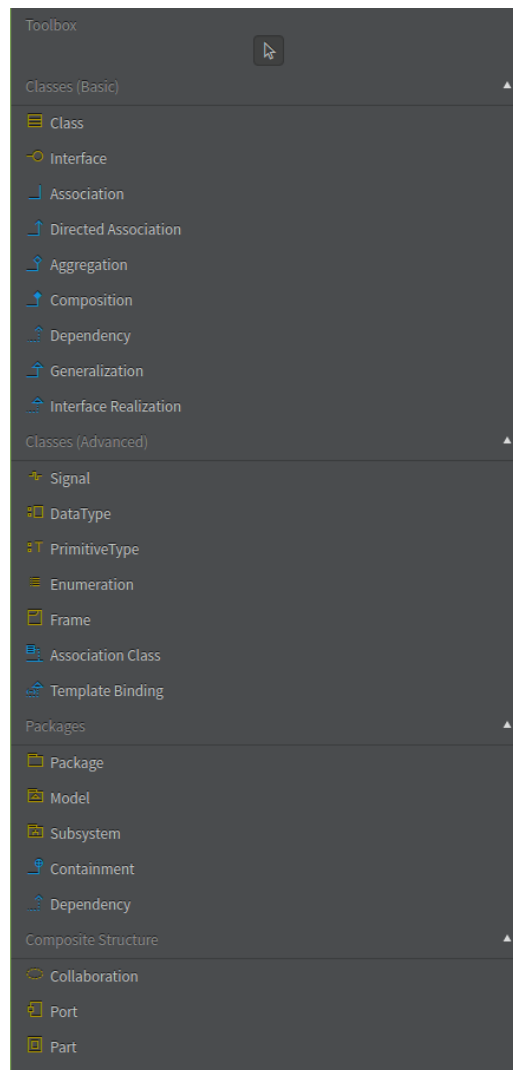 Toolbox
Classes (Basic)
Class
Interface
Association
Directed Association
Aggregation
Composition
Dependency
Generalization
Interface Realization
Classes (Advanced)
Signal
DataType
PrimitiveType
Enumeration
Frame
Association Class
Template Binding
Packages
Package
Model
Subsystem
Containment
Dependency
Composite Structure
Collaboration
Port
Part